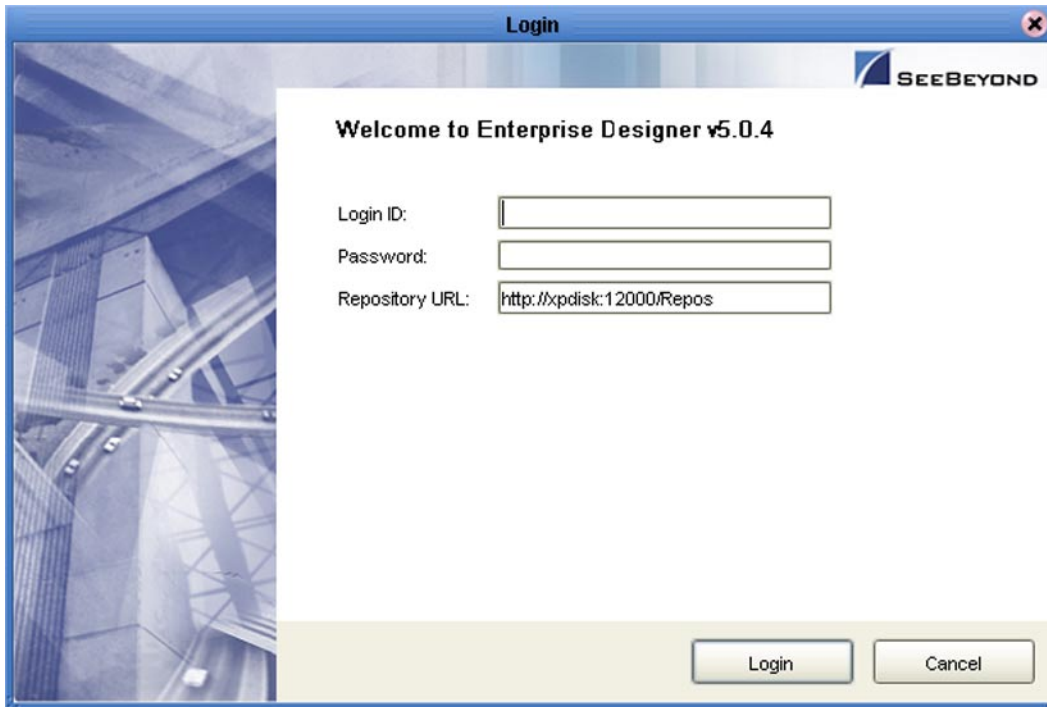 Login
SEEBEYOND
Welcome to Enterprise Designer v5.0.4
Login ID:
Password:
Repository URL: http://xpdisk:12000/Repos
Login Cancel